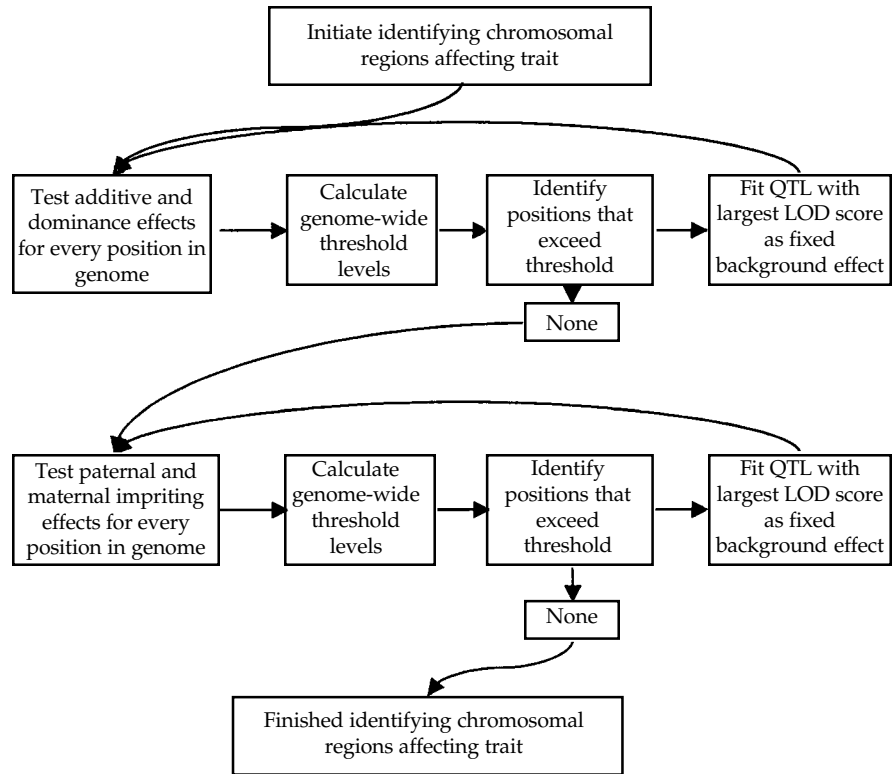 Initiate identifying chromosomal
regions affecting trait
Test additive and
dominance effects
for every position in
genome
Calculate
genome-wide
threshold
levels
Identify
positions that
exceed
threshold
Fit QTL with
largest LOD score
as fixed
background effect
None
Test paternal and
maternal impriting
effects for every
position in genome
Calculate
genome-wide
threshold
levels
Identify
positions that
exceed
threshold
Fit QTL with
largest LOD score
as fixed
background effect
None
Finished identifying chromosomal
regions affecting trait